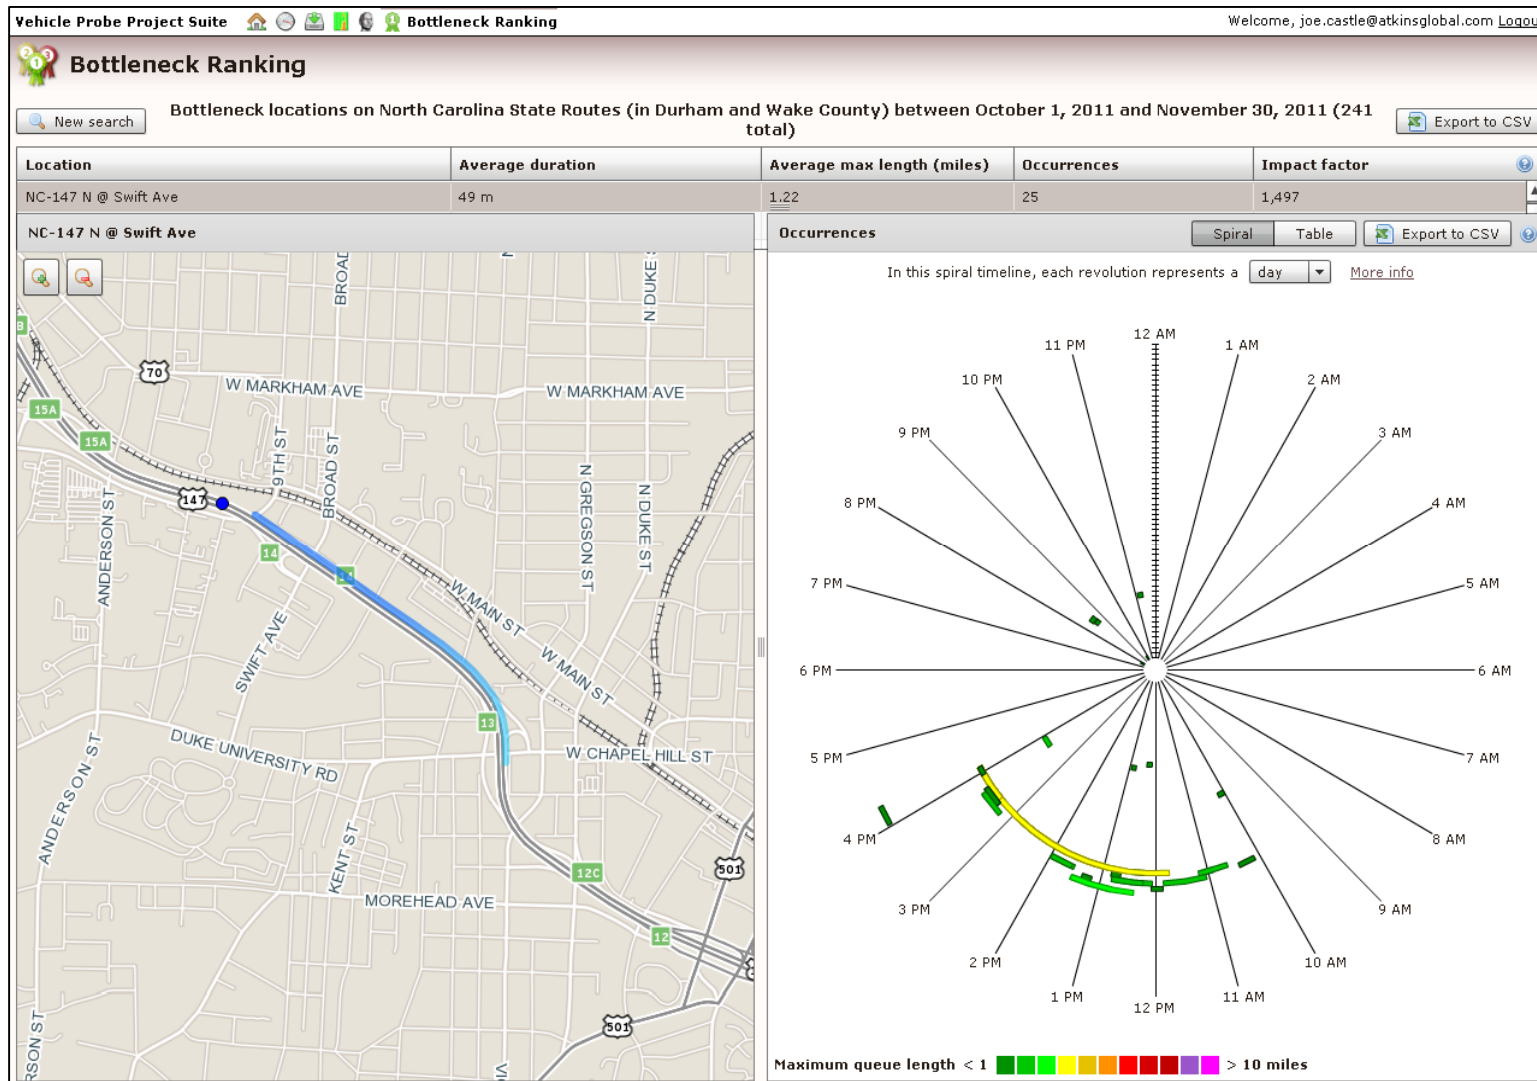 Vehicle Probe Project Suite Bottleneck Ranking Welcome, joe.castle@atkinsglobal.com Logou
Bottleneck Ranking
New search
Bottleneck locations on North Carolina State Routes (in Durham and Wake County) between October 1, 2011 and November 30, 2011 (241
total)
Export to CSV
Location Average duration Average max length (miles) Occurrences Impact factor
NC-147 N @ Swift Ave 49 m 1.22 25 1,497
NC-147 N @ Swift Ave
BROAD
N DUKE
B
70
W MARKHAM AVE
W MARKHAM AVE
15A
15A
9TH ST
BROAD ST
N GREGSON ST
N DUKE ST
147
ANDERSON ST
14
W MAIN ST
SWIFT AVE
W MAIN ST
13
DUKE UNIVERSITY RD
W CHAPEL HILL ST
ANDERSON ST
KENT ST
12C
501
MOREHEAD AVE
12
501
RSON ST
VI
Occurrences Spiral Table Export to CSV
In this spiral timeline, each revolution represents a day More info
12 AM
11 PM 1 AM
10 PM 2 AM
9 PM 3 AM
8 PM 4 AM
7 PM 5 AM
6 PM 6 AM
5 PM 7 AM
4 PM 8 AM
3 PM 9 AM
2 PM 10 AM
1 PM 11 AM
12 PM
Maximum queue length < 1 > 10 miles